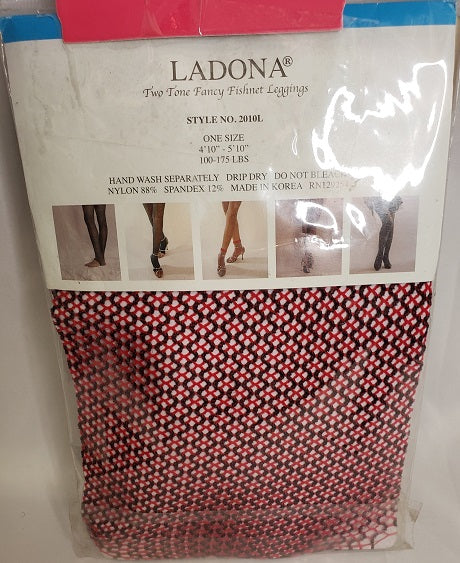 LADONA®
Two Tone Fancy Fishnet Leggings
STYLE NO. 2010L
ONE SIZE
4'10" - 5'10"
100-175 LBS
HAND WASH SEPARATELY DRIP DRY DO NOT BLEACH
NYLON 88% SPANDEX 12% MADE IN KOREA